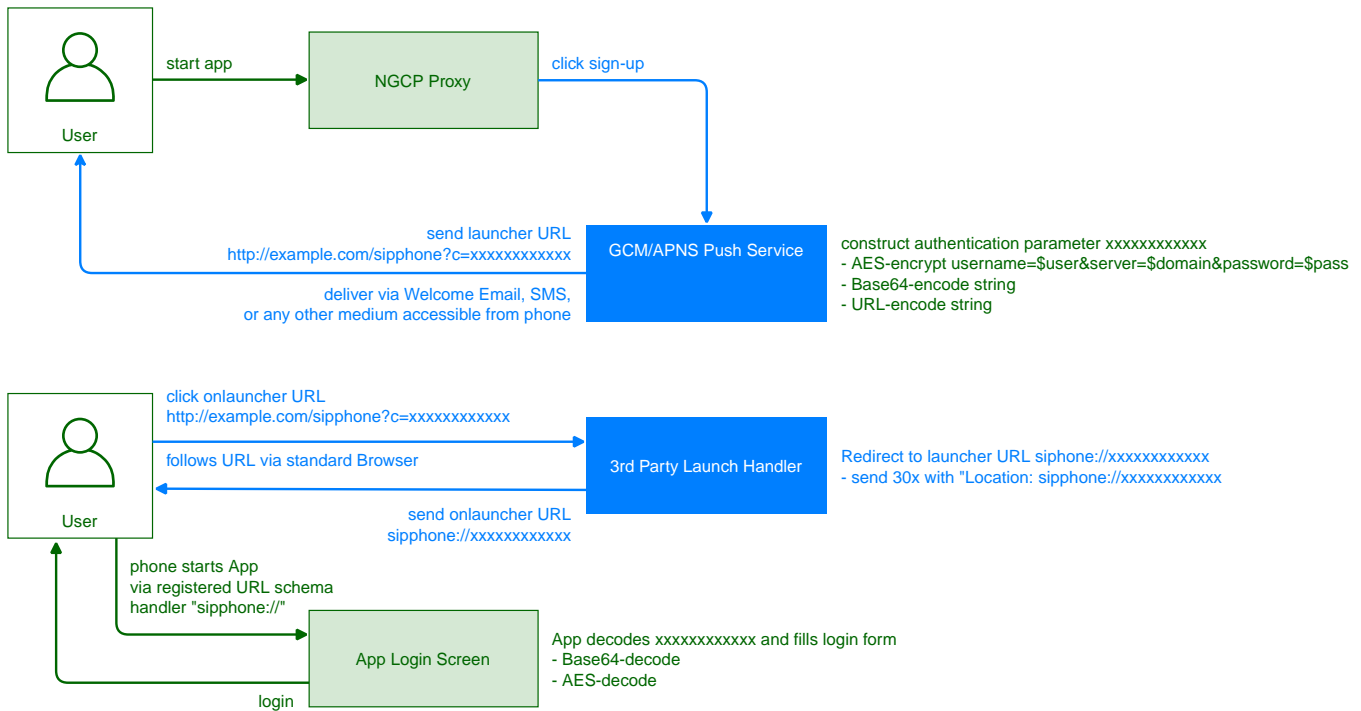 start app
NGCP Proxy
click sign-up
User
send launcher URL
http://example.com/sipphone?c=xxxxxxxxxxxx
deliver via Welcome Email, SMS,
or any other medium accessible from phone
GCM/APNS Push Service
construct authentication parameter xxxxxxxxxxxx
- AES-encrypt username=$user&server=$domain&password=$pass
- Base64-encode string
- URL-encode string
click onlauncher URL
http://example.com/sipphone?c=xxxxxxxxxxxx
follows URL via standard Browser
User
3rd Party Launch Handler
Redirect to launcher URL siphone://xxxxxxxxxxxx
- send 30x with "Location: sipphone://xxxxxxxxxxxx
send onlauncher URL
sipphone://xxxxxxxxxxxx
phone starts App
via registered URL schema
handler "sipphone://"
App Login Screen
App decodes xxxxxxxxxxxx and fills login form
- Base64-decode
- AES-decode
login